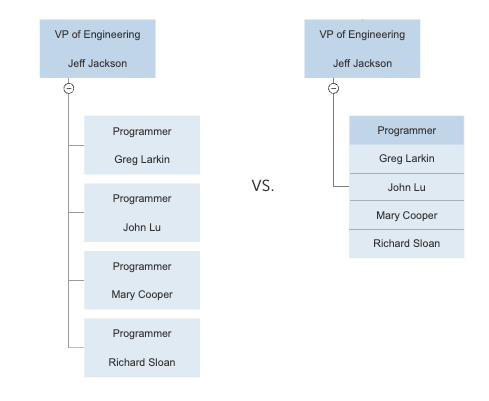 VP of Engineering
Jeff Jackson
Programmer
Greg Larkin
Programmer
John Lu
Programmer
Mary Cooper
Programmer
Richard Sloan
VS.
VP of Engineering
Jeff Jackson
Programmer
Greg Larkin
John Lu
Mary Cooper
Richard Sloan